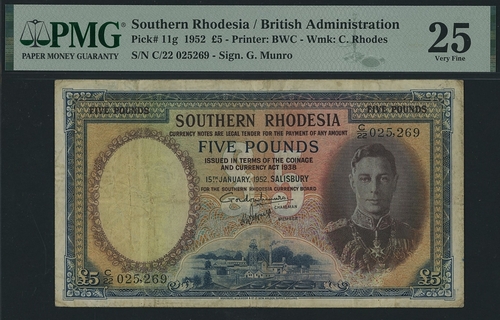 PMG
PAPER MONEY GUARANTY
Southern Rhodesia / British Administration
Pick# 11g 1952 £5 - Printer: BWC - Wmk: C. Rhodes
S/N C/22 025269 - Sign. G. Munro
25
Very Fine
FIVE POUNDS
FIVE POUNDS
SOUTHERN RHODESIA
CURRENCY NOTES ARE LEGAL TENDER FOR THE PAYMENT OF ANY AMOUNT
C/22 025,269
FIVE POUNDS
ISSUED IN TERMS OF THE COINAGE
AND CURRENCY ACT 1938
15TH JANUARY, 1952, SALISBURY
FOR THE SOUTHERN RHODESIA CURRENCY BOARD
CHAIRMAN
MEMBER
£5
C/22 025,269
£5